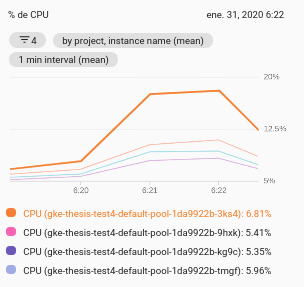 % de CPU
ene. 31, 2020 6:22
4
by project, instance name (mean)
1 min interval (mean)
20%
12.5%
5%
6:20
6:21
6:22
CPU (gke-thesis-test4-default-pool-1da9922b-3ks4): 6.81%
CPU (gke-thesis-test4-default-pool-1da9922b-9hxk): 5.41%
CPU (gke-thesis-test4-default-pool-1da9922b-kg9c): 5.35%
CPU (gke-thesis-test4-default-pool-1da9922b-tmgf): 5.96%